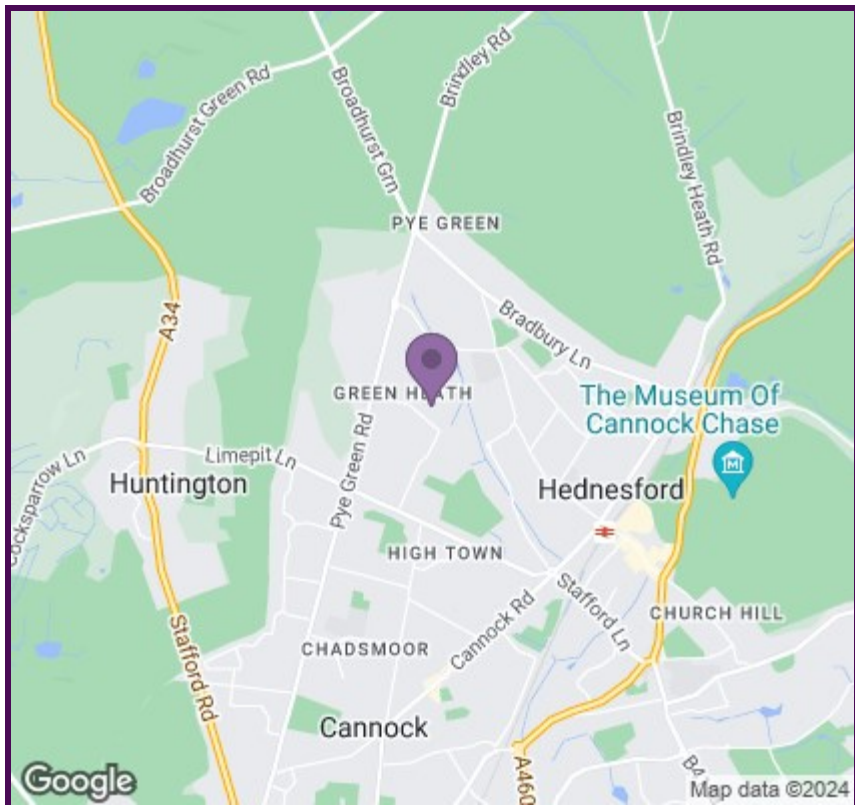 Broadhurst Green Rd
Broadhurst Grn
Brindley Rd
Brindley Heath Rd
PYE GREEN
A34
Bradbury Ln
GREEN HEATH
The Museum Of
Cannock Chase
Cocksparrow Ln
Limepit Ln
Pye Green Rd
Huntington
Hednesford
HIGH TOWN
Stafford Ln
CHURCH HILL
Stafford Rd
CHADSMOOR
Cannock Rd
Cannock
A460
B4
Google
Map data ©2024